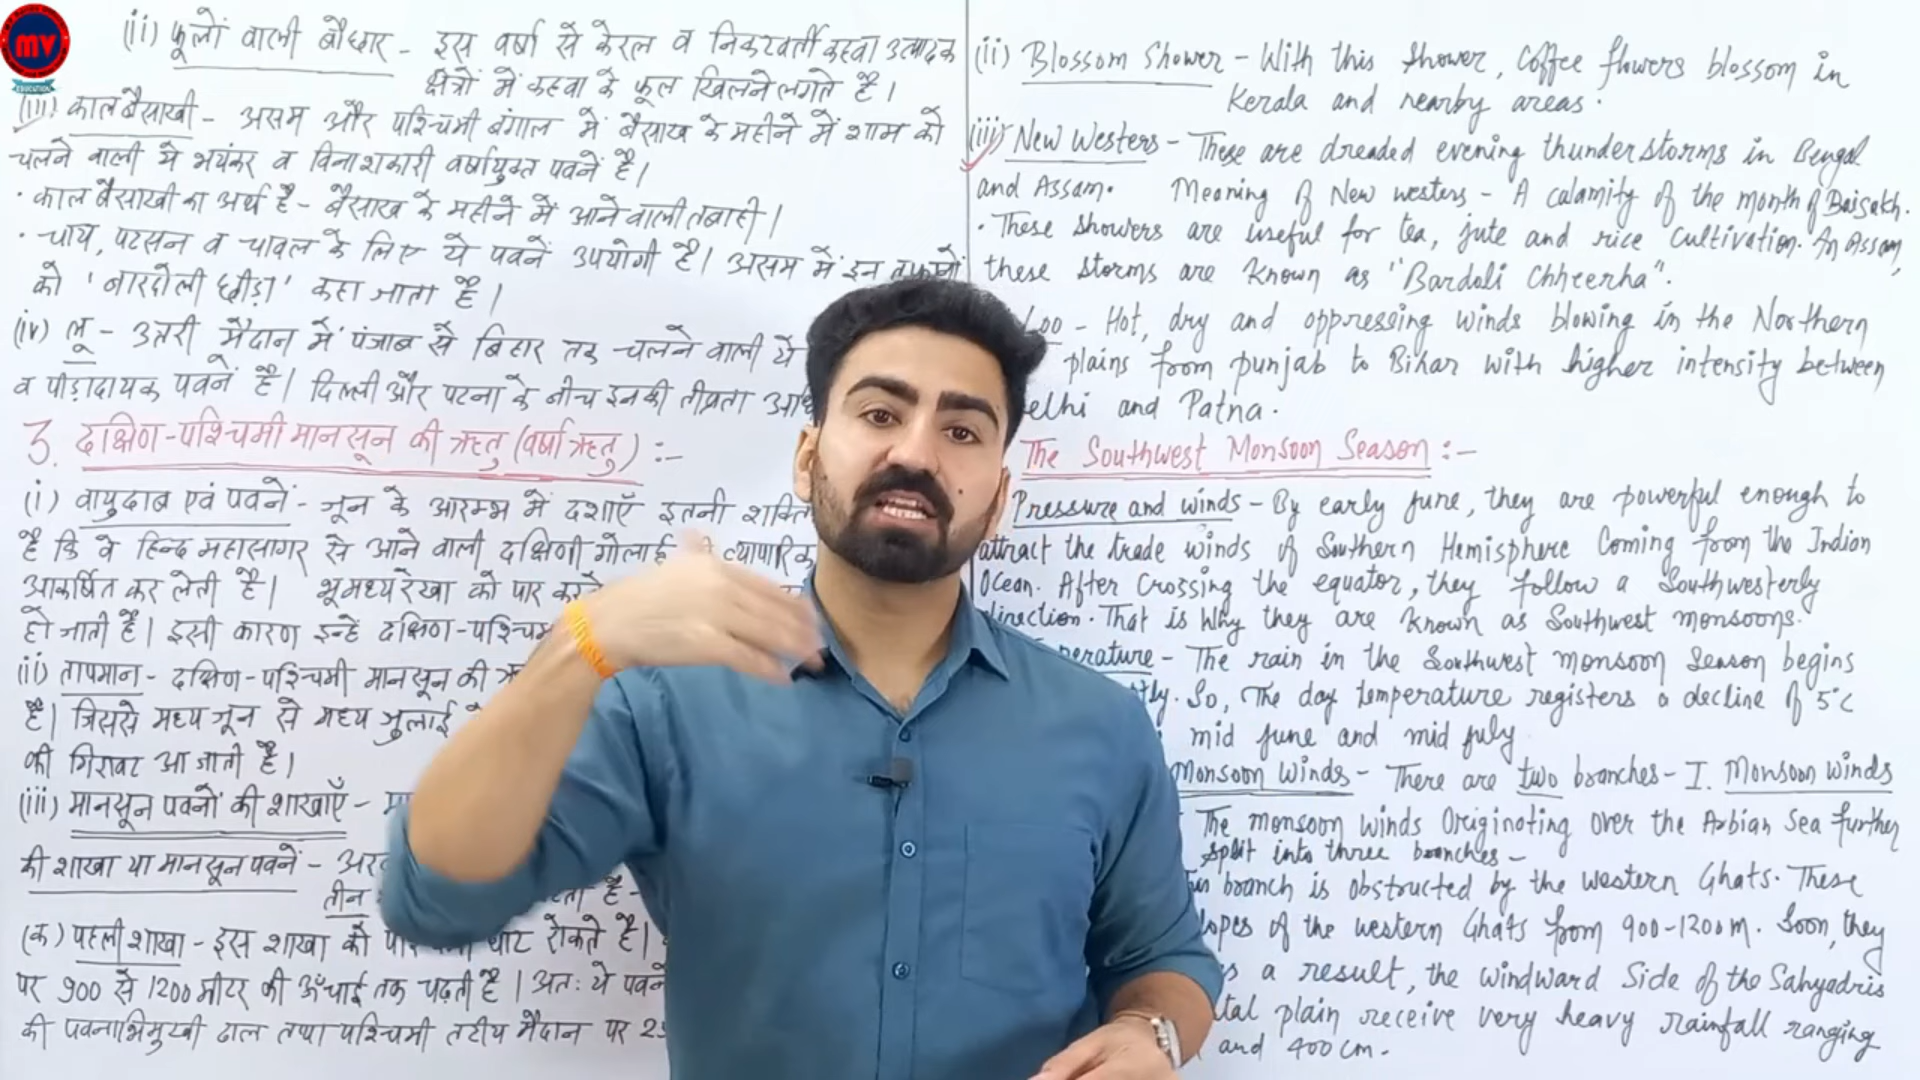 MV
EDUCATION
(ii) फूलों वाली बौछार - इस वर्षा से केरल व निकटवर्ती कहवा उत्पादक
क्षेत्रों में कहवा के फूल खिलने लगते है।
(iii) काल बैसाखी - असम और पश्चिमी बंगाल में बैसाख के महीने में शाम को
चलने वाली ये भयंकर व विनाशकारी वर्षायुक्त पवनें है।
· काल बैसाखी का अर्थ है - बैसाख के महीने में आने वाली तबाही।
· चाय, पटसन व चावल के लिए ये पवनें उपयोगी है। असम में इन तूफानों
को 'बारदोली छीड़ा' कहा जाता है।
(iv) लू - उत्तरी मैदान में पंजाब से बिहार तक चलने वाली ये
व पीड़ादायक पवनें है। दिल्ली और पटना के बीच इनकी तीव्रता
3. दक्षिण-पश्चिमी मानसून की ऋतु (वर्षा ऋतु) :-
(i) वायुदाब एवं पवनें - जून के आरम्भ में दशाएँ इतनी
है कि वे हिन्द महासागर से आने वाली दक्षिणी व्यापारिक
आकर्षित कर लेती है। भूमध्य रेखा को पार
हो जाती है। इसी कारण इन्हें दक्षिण-पश्चिम
(ii) तापमान - दक्षिण-पश्चिमी मानसून की
है। जिससे मध्य जून से मध्य जुलाई
की गिरावट आ जाती है।
(iii) मानसून पवनों की शाखाएँ -
की शाखा या मानसून पवनें -
तीन है -
(क) पहली शाखा - इस शाखा को घाट रोकते है।
पर 900 से 1200 मीटर की ऊँचाई तक चढ़ती है। अतः ये पवनें
की पवनाभिमुखी ढाल तथा पश्चिमी तटीय मैदान पर
(ii) Blossom Shower - With this shower, Coffee flowers blossom in
Kerala and nearby areas.
(iii) New Westers - These are dreaded evening thunderstorms in Bengal
and Assam. Meaning of New westers - A calamity of the month of Baisakh.
· These showers are useful for tea, jute and rice cultivation. In Assam,
these storms are known as "Bardoli Chheerha".
Loo - Hot, dry and oppressing winds blowing in the Northern
plains from punjab to Bihar with higher intensity between
elhi and Patna.
The Southwest Monsoon Season :-
Pressure and winds - By early June, they are powerful enough to
attract the trade winds of Southern Hemisphere Coming from the Indian
Ocean. After crossing the equator, they follow a Southwesterly
direction. That is why they are known as Southwest monsoons.
perature - The rain in the Southwest monsoon Season begins
tly. So, The day temperature registers a decline of 5°C
mid June and mid July
Monsoon Winds - There are two branches - I. Monsoon winds
The monsoon winds Originating over the Arbian Sea further
split into three branches -
branch is obstructed by the western Ghats. These
lopes of the western Ghats from 900-1200 m. Soon, they
s a result, the windward side of the Sahyadris
tal plain receive very heavy rainfall ranging
and 400 cm.